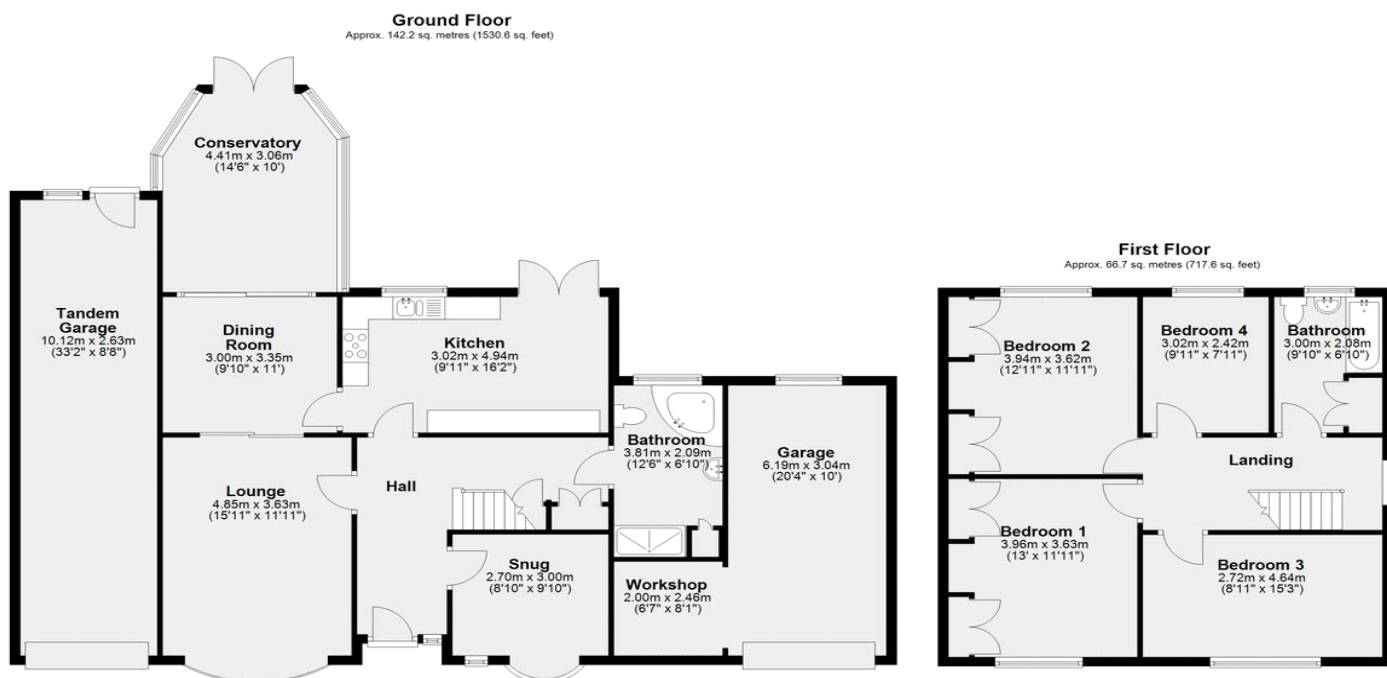 Ground Floor
Approx. 142.2 sq. metres (1530.6 sq. feet)
Conservatory
4.41m x 3.06m
(14'6" x 10')
Tandem
Garage
10.12m x 2.63m
(33'2" x 8'8")
Dining
Room
3.00m x 3.35m
(9'10" x 11')
Kitchen
3.02m x 4.94m
(9'11" x 16'2")
Lounge
4.85m x 3.63m
(15'11" x 11'11")
Hall
Bathroom
3.81m x 2.09m
(12'6" x 6'10")
Garage
6.19m x 3.04m
(20'4" x 10')
Snug
2.70m x 3.00m
(8'10" x 9'10")
Workshop
2.00m x 2.46m
(6'7" x 8'1")
First Floor
Approx. 66.7 sq. metres (717.6 sq. feet)
Bedroom 2
3.94m x 3.62m
(12'11" x 11'11")
Bedroom 4
3.02m x 2.42m
(9'11" x 7'11")
Bathroom
3.00m x 2.08m
(9'10" x 6'10")
Landing
Bedroom 1
3.96m x 3.63m
(13' x 11'11")
Bedroom 3
2.72m x 4.64m
(8'11" x 15'3")